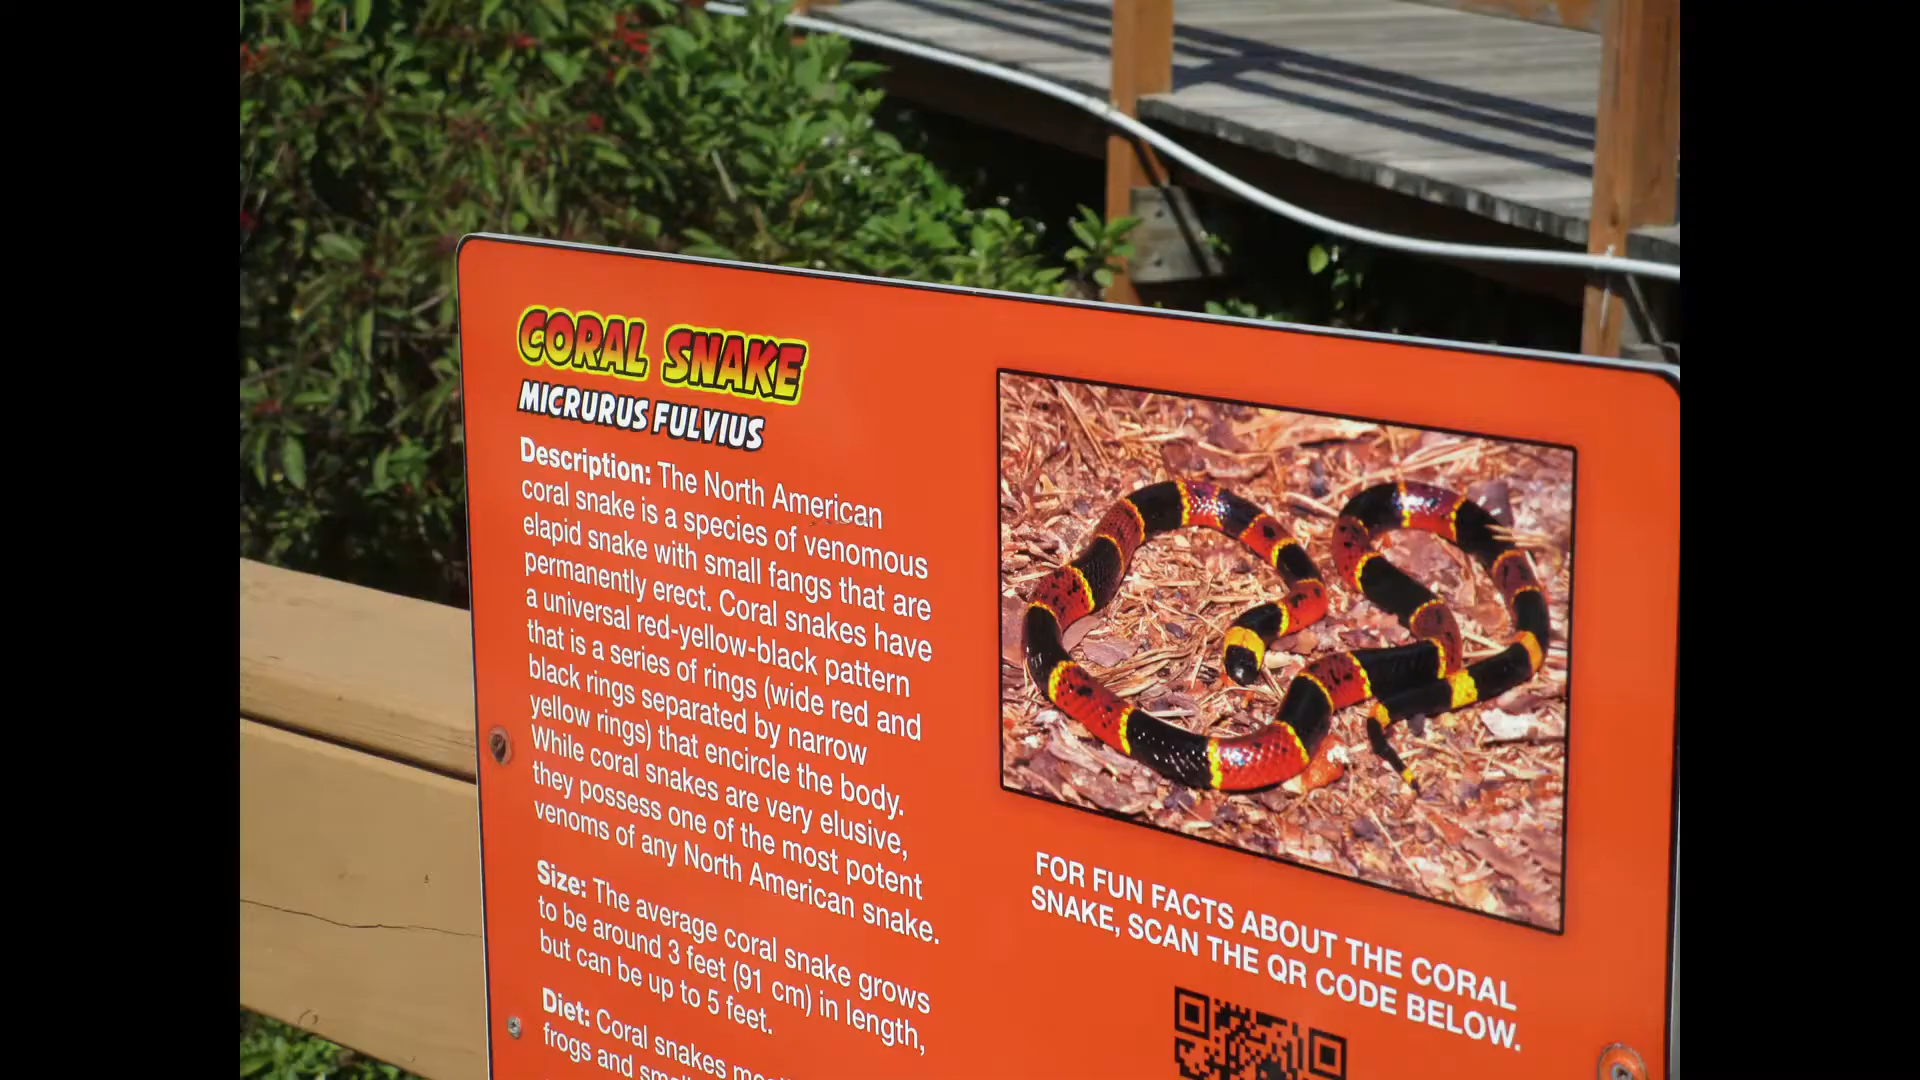 CORAL SNAKE
MICRURUS FULVIUS
Description: The North American
coral snake is a species of venomous
elapid snake with small fangs that are
permanently erect. Coral snakes have
a universal red-yellow-black pattern
that is a series of rings (wide red and
black rings separated by narrow
yellow rings) that encircle the body.
While coral snakes are very elusive,
they possess one of the most potent
venoms of any North American snake.
Size: The average coral snake grows
to be around 3 feet (91 cm) in length,
but can be up to 5 feet.
Diet: Coral snakes
frogs and
FOR FUN FACTS ABOUT THE CORAL
SNAKE, SCAN THE QR CODE BELOW.